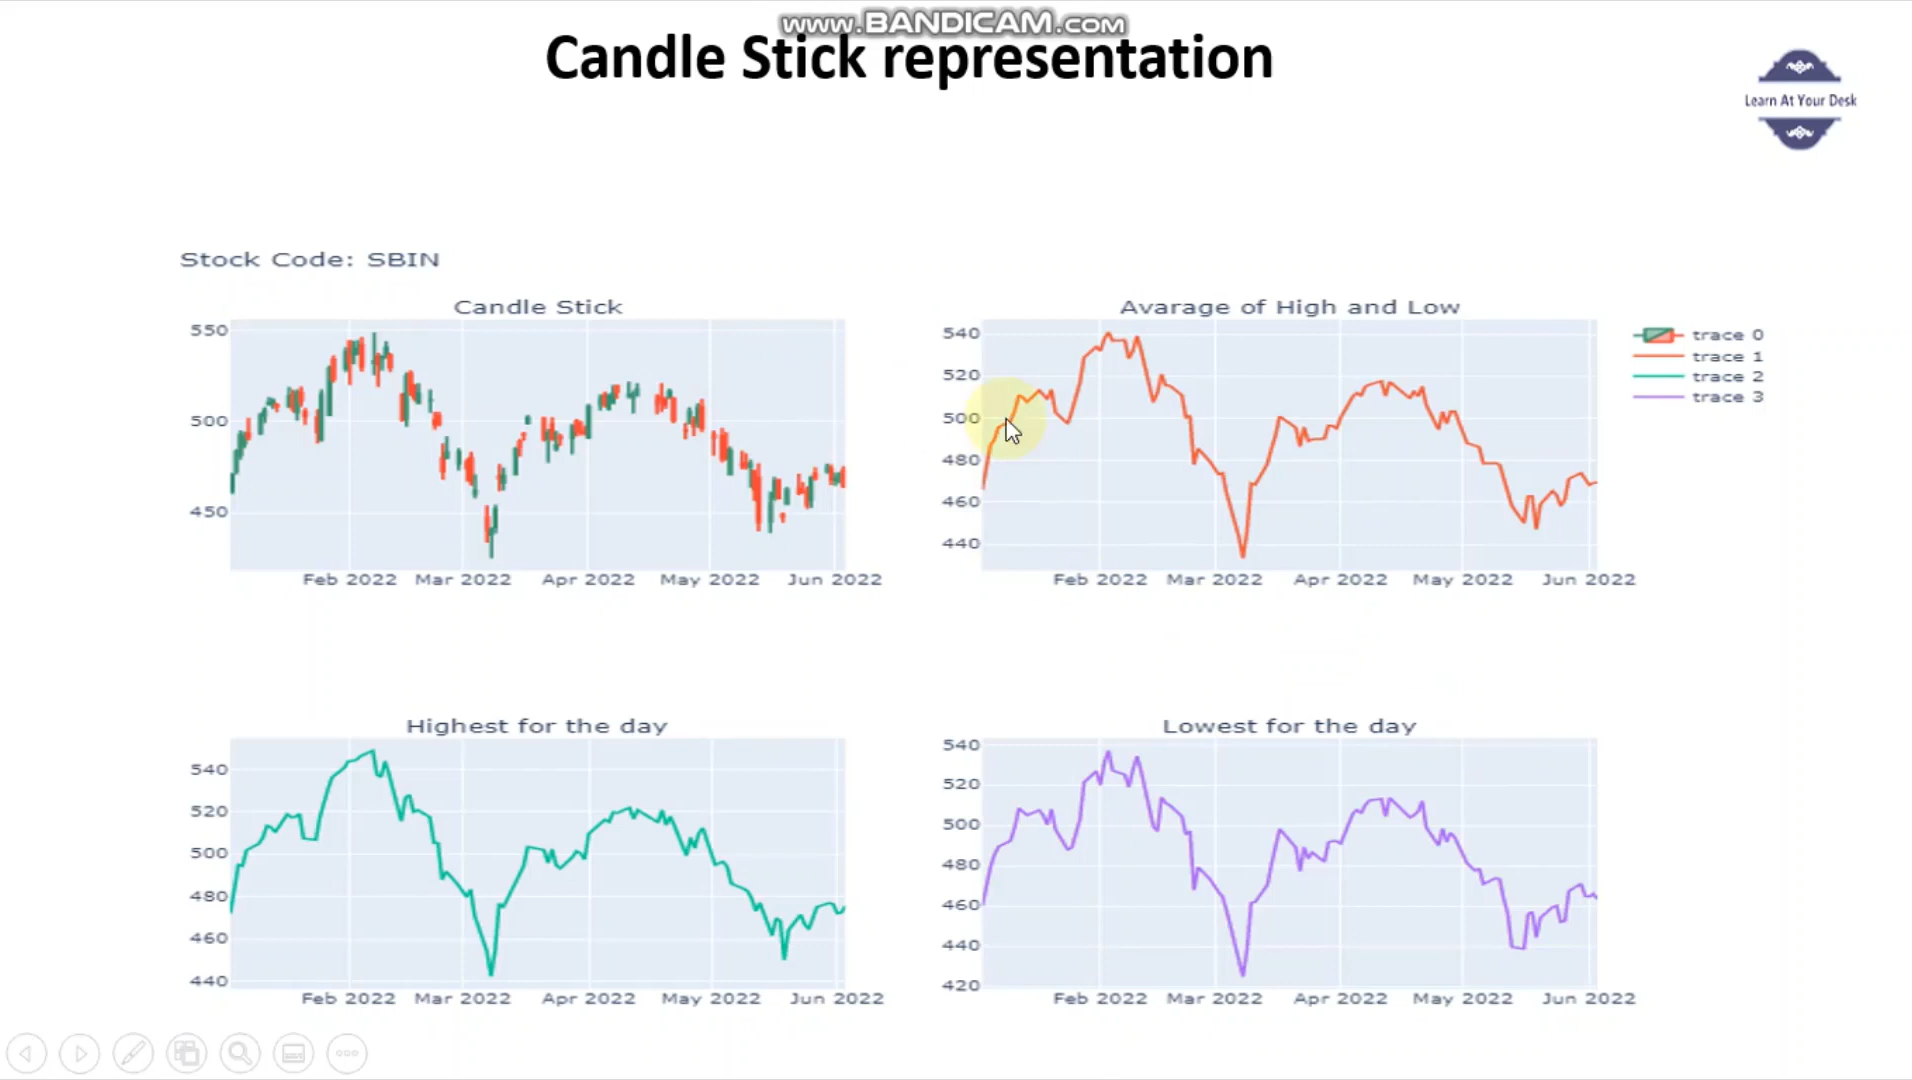 www.BANDICAM.com
Candle Stick representation
Learn At Your Desk
Stock Code: SBIN
Candle Stick
550
500
450
Feb 2022 Mar 2022 Apr 2022 May 2022 Jun 2022
Avarage of High and Low
540
520
500
480
460
440
Feb 2022 Mar 2022 Apr 2022 May 2022 Jun 2022
trace 0
trace 1
trace 2
trace 3
Highest for the day
540
520
500
480
460
440
Feb 2022 Mar 2022 Apr 2022 May 2022 Jun 2022
Lowest for the day
540
520
500
480
460
440
420
Feb 2022 Mar 2022 Apr 2022 May 2022 Jun 2022